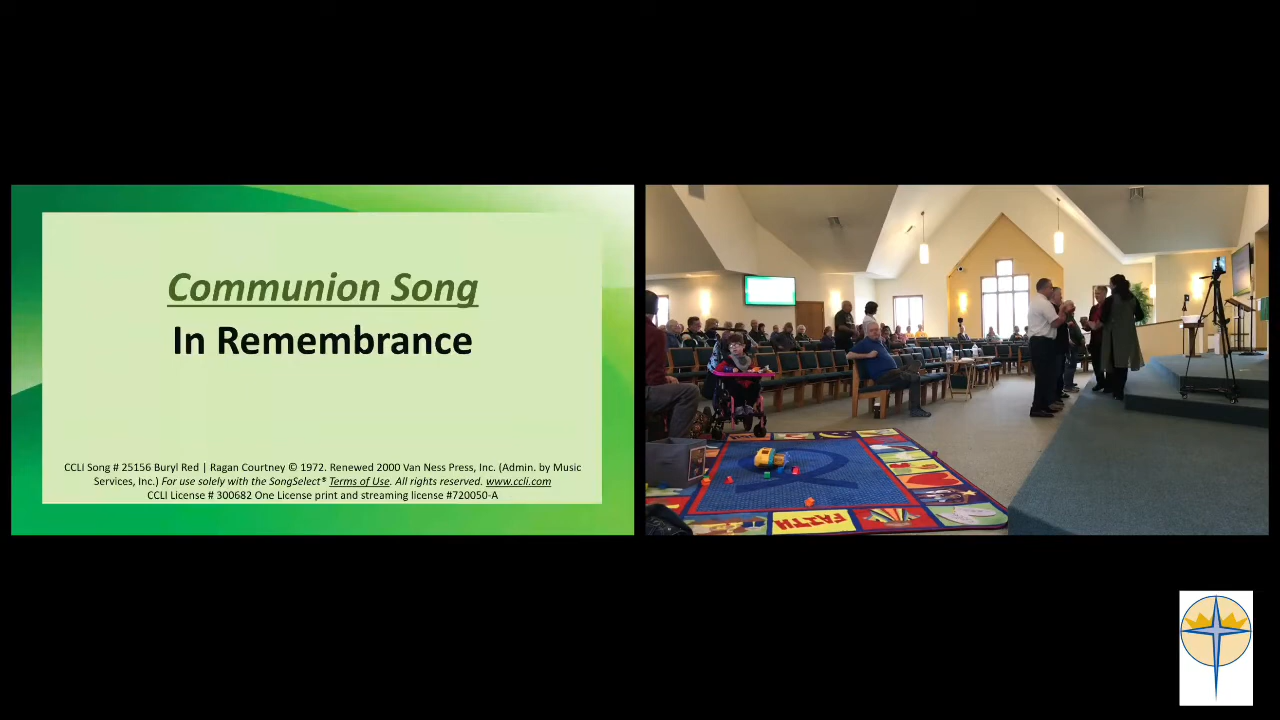 Communion Song
In Remembrance
CCLI Song # 25156 Buryl Red | Ragan Courtney © 1972. Renewed 2000 Van Ness Press, Inc. (Admin. by Music
Services, Inc.) For use solely with the SongSelect® Terms of Use. All rights reserved. www.ccli.com
CCLI License # 300682 One License print and streaming license #720050-A
FAITH